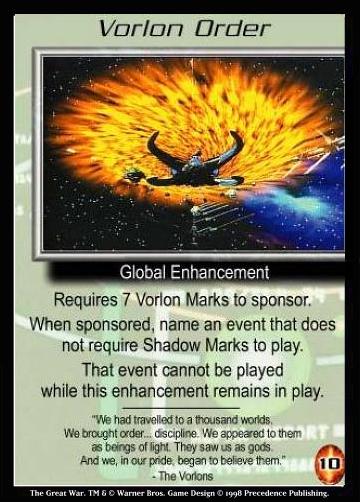 Vorlon Order
Global Enhancement
Requires 7 Vorlon Marks to sponsor.
When sponsored, name an event that does
not require Shadow Marks to play.
That event cannot be played
while this enhancement remains in play.
"We had travelled to a thousand worlds.
We brought order... discipline. We appeared to them
as beings of light. They saw us as gods.
And we, in our pride, began to believe them."
- The Vorlons
10
The Great War. TM & © Warner Bros. Game Design © 1998 Precedence Publishing.